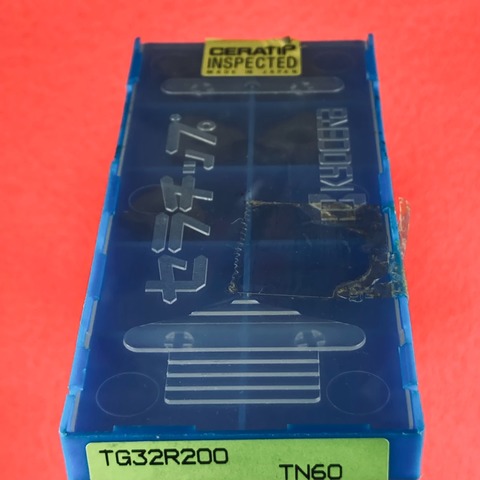 CERATIP
INSPECTED
MADE IN JAPAN
セラチップ
KYOCERA
TG32R200
TN60